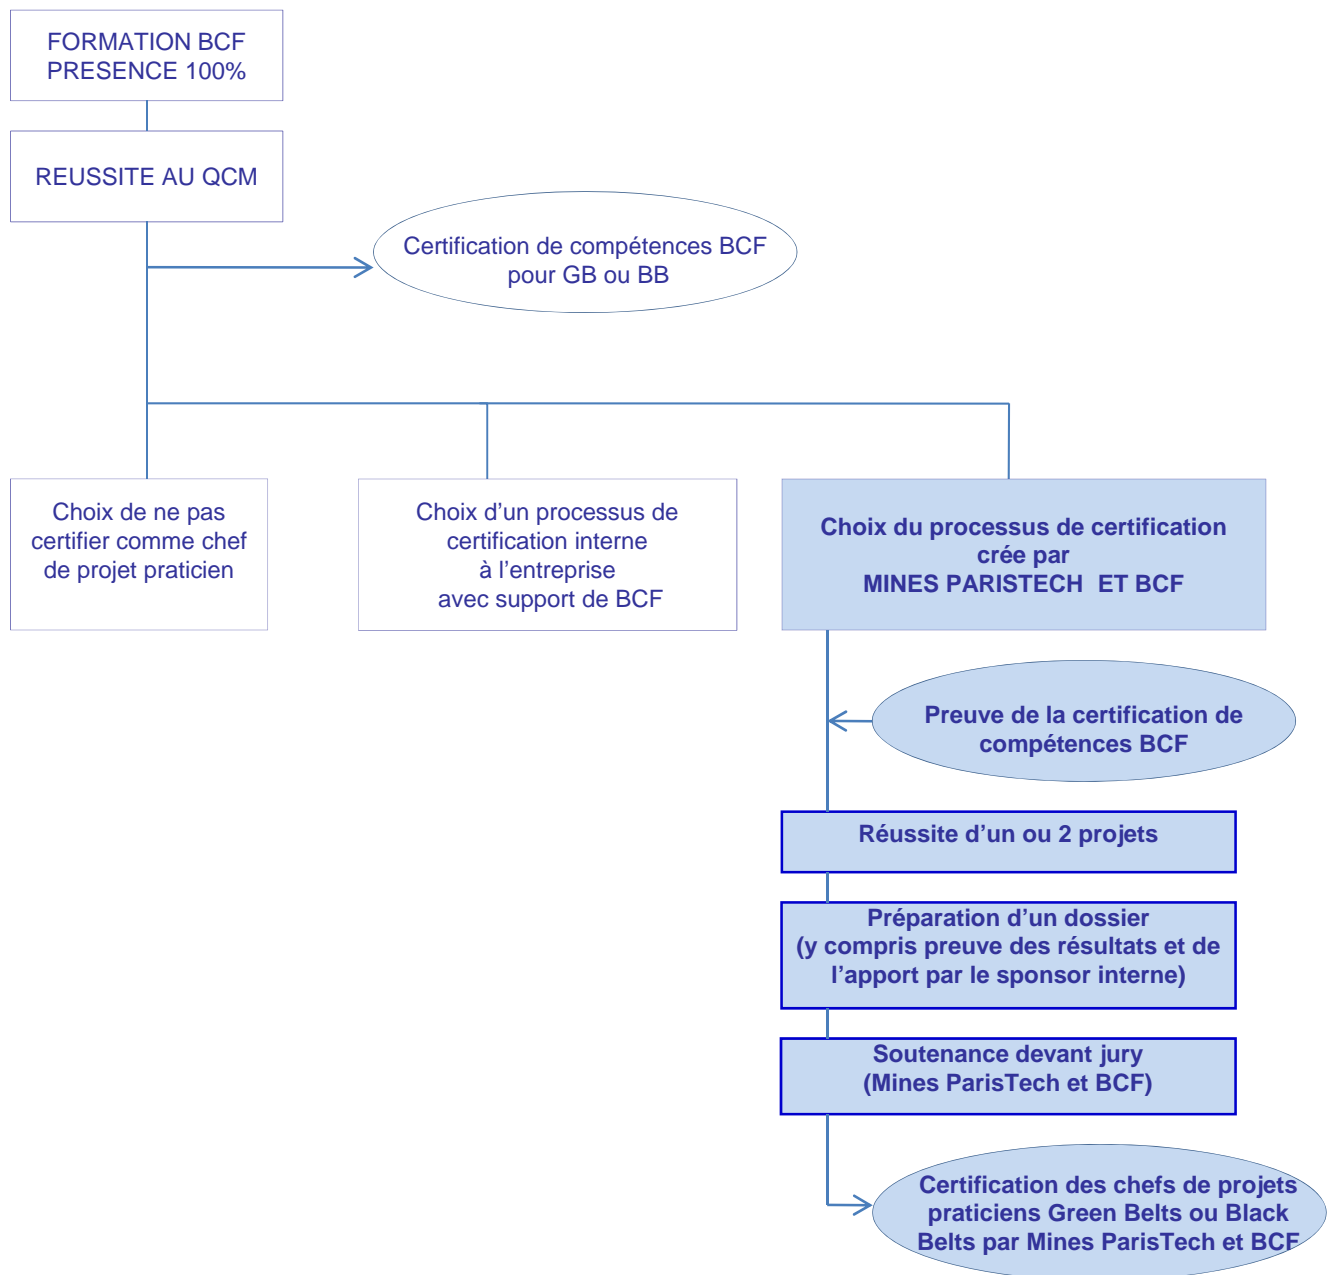 FORMATION BCF
PRESENCE 100%
REUSSITE AU QCM
Certification de compétences BCF
pour GB ou BB
Choix de ne pas
certifier comme chef
de projet praticien
Choix d’un processus de
certification interne
à l’entreprise
avec support de BCF
Choix du processus de certification
crée par
MINES PARISTECH ET BCF
Preuve de la certification de
compétences BCF
Réussite d’un ou 2 projets
Préparation d’un dossier
(y compris preuve des résultats et de
l’apport par le sponsor interne)
Soutenance devant jury
(Mines ParisTech et BCF)
Certification des chefs de projets
praticiens Green Belts ou Black
Belts par Mines ParisTech et BCF